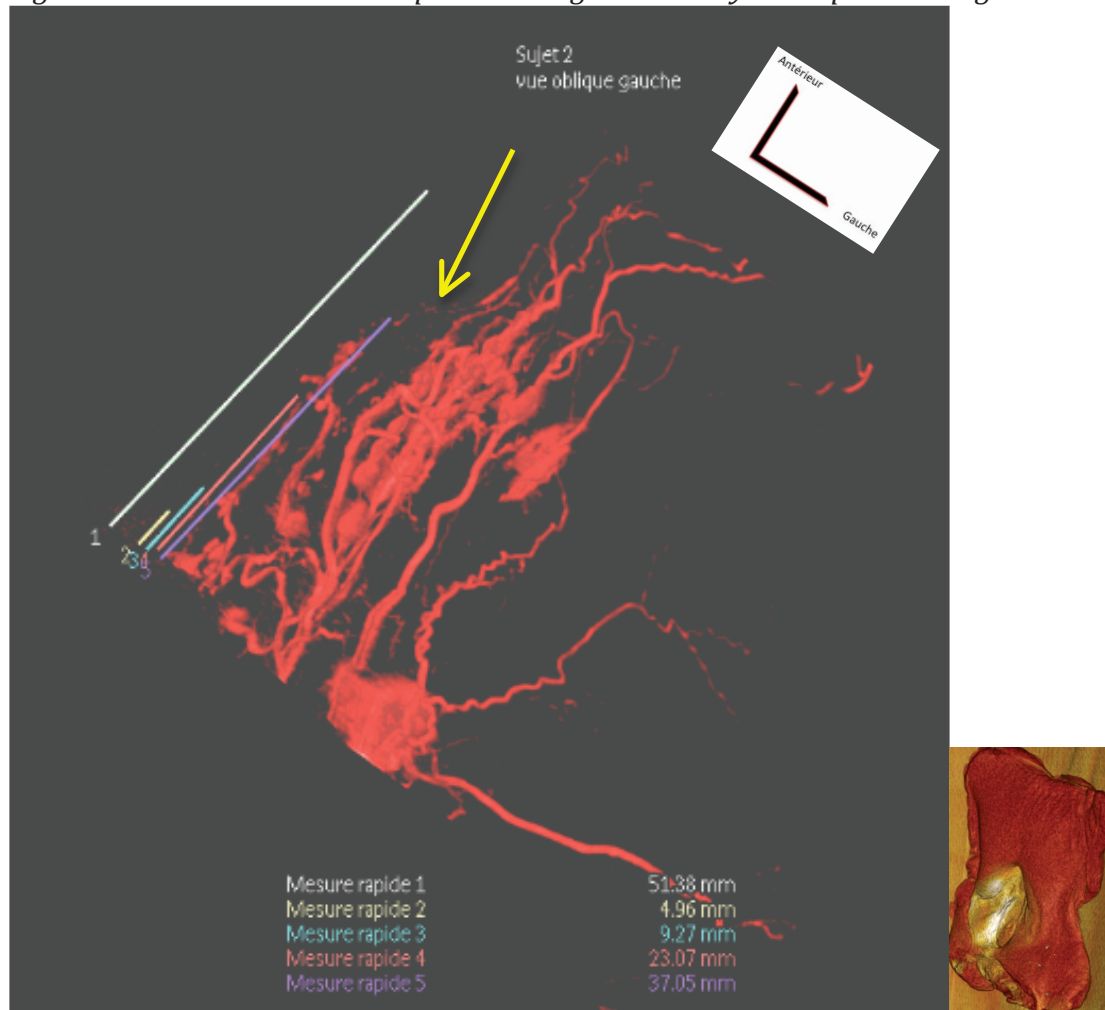 Sujet 2
vue oblique gauche
Antérieur
Gauche
1
2
3
4
5
Mesure rapide 1 51.38 mm
Mesure rapide 2 4.96 mm
Mesure rapide 3 9.27 mm
Mesure rapide 4 23.07 mm
Mesure rapide 5 37.05 mm